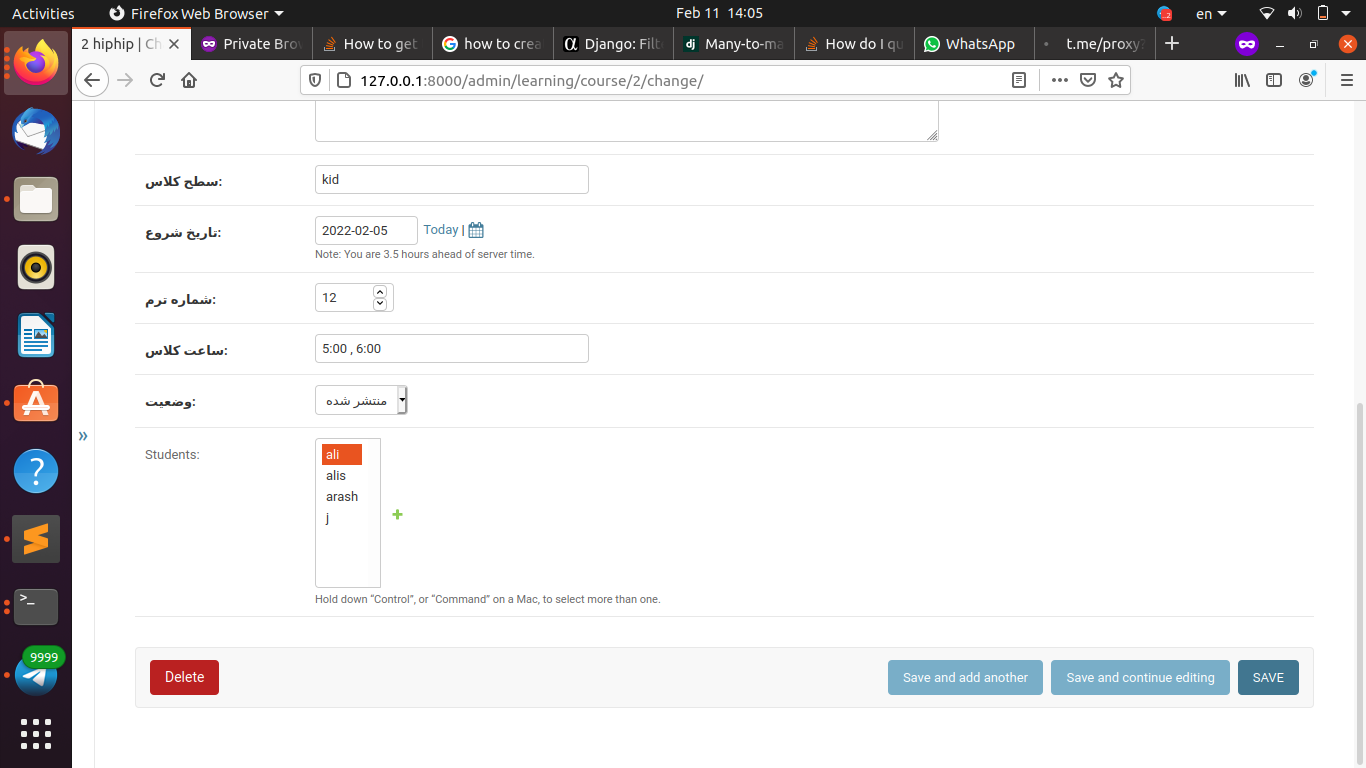 Activities
Firefox Web Browser
Feb 11 14:05
en
2 hiphip | Ch
Private Brow
How to get
how to crea
Django: Filt
Many-to-ma
How do I qu
WhatsApp
t.me/proxy?
127.0.0.1:8000/admin/learning/course/2/change/
سطح کلاس:
kid
تاریخ شروع:
2022-02-05
Today |
Note: You are 3.5 hours ahead of server time.
شماره ترم:
12
ساعت کلاس:
5:00 , 6:00
وضعیت:
منتشر شده
Students:
ali
alis
arash
j
Hold down “Control”, or “Command” on a Mac, to select more than one.
Delete
Save and add another
Save and continue editing
SAVE
»
9999